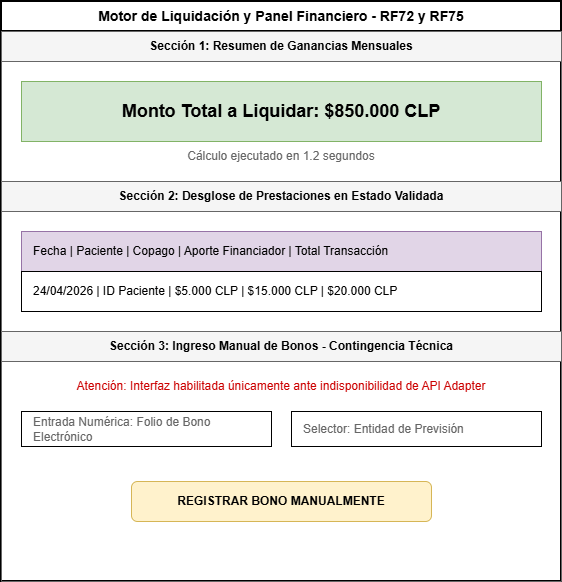 Motor de Liquidación y Panel Financiero - RF72 y RF75
Sección 1: Resumen de Ganancias Mensuales
Monto Total a Liquidar: $850.000 CLP
Cálculo ejecutado en 1.2 segundos
Sección 2: Desglose de Prestaciones en Estado Validada
Fecha | Paciente | Copago | Aporte Financiador | Total Transacción
24/04/2026 | ID Paciente | $5.000 CLP | $15.000 CLP | $20.000 CLP
Sección 3: Ingreso Manual de Bonos - Contingencia Técnica
Atención: Interfaz habilitada únicamente ante indisponibilidad de API Adapter
Entrada Numérica: Folio de Bono
Electrónico
Selector: Entidad de Previsión
REGISTRAR BONO MANUALMENTE